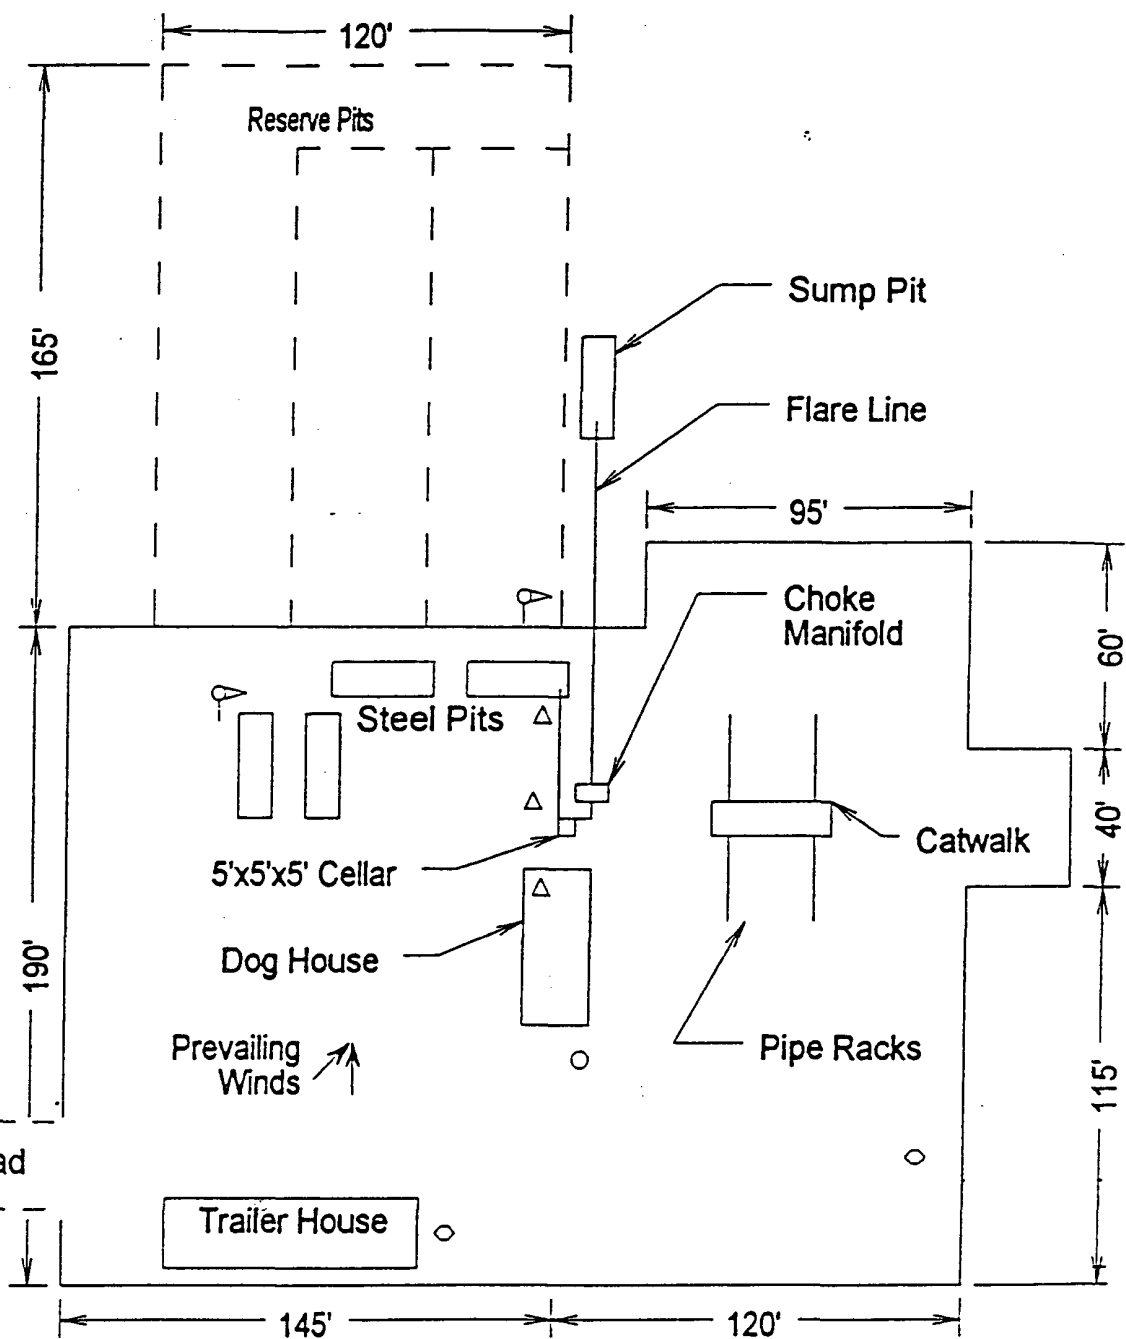 120'
Reserve Pits
165'
Sump Pit
Flare Line
95'
Choke
Manifold
60'
Steel Pits
40'
Catwalk
5'x5'x5' Cellar
190'
Dog House
Prevailing
Winds
Pipe Racks
115'
ad
Trailer House
145'
120'